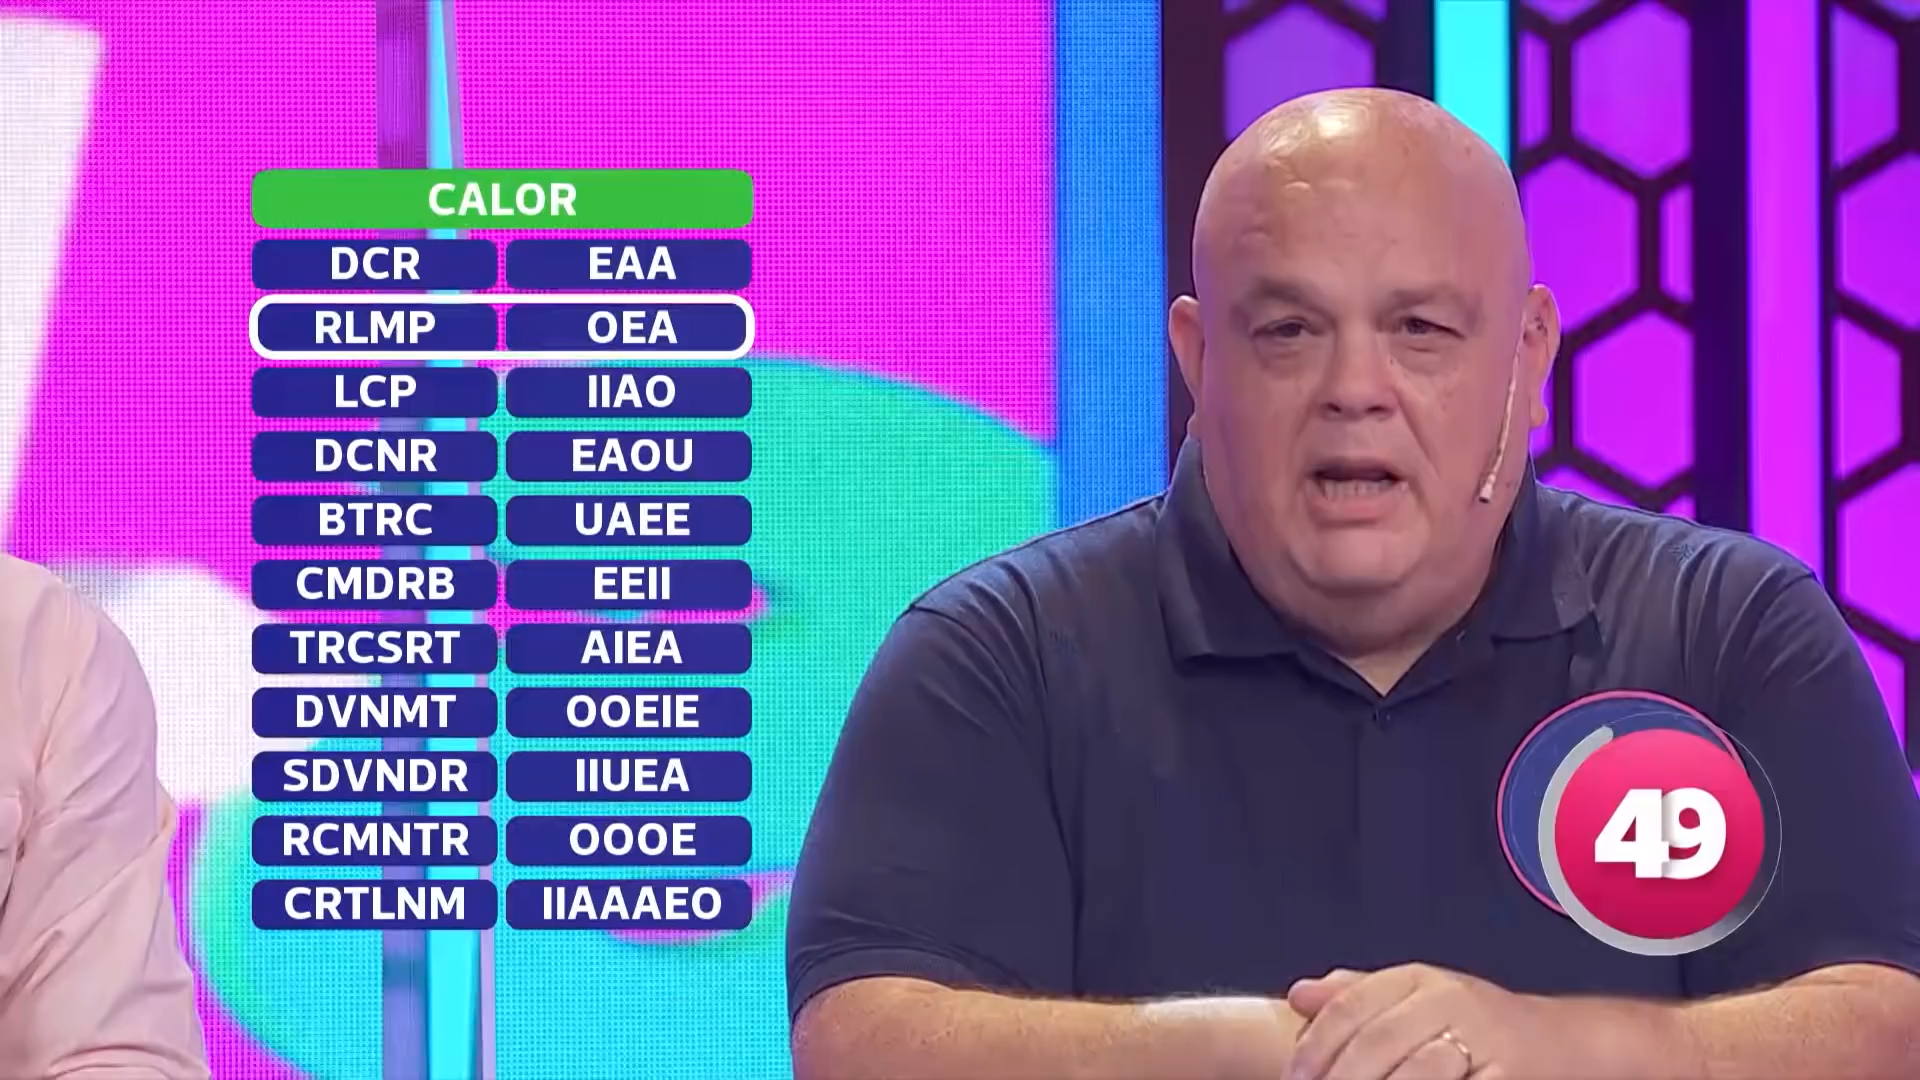 CALOR
DCR EAA
RLMP OEA
LCP IIAO
DCNR EAOU
BTRC UAEE
CMDRB EEII
TRCSRT AIEA
DVNMT OOEIE
SDVNDR IIUEA
RCMNTR OOOE
CRTLNM IIAAAEO
49